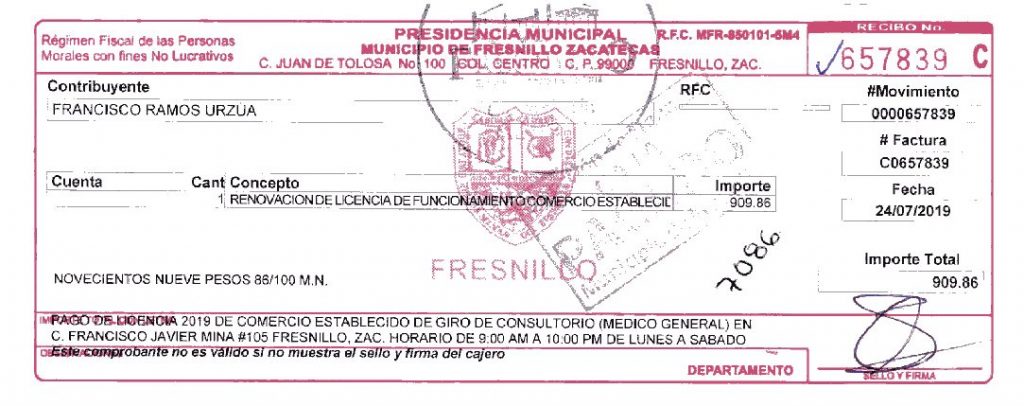 Régimen Fiscal de las Personas
Morales con fines No Lucrativos
PRESIDENCIA MUNICIPAL
MUNICIPIO DE FRESNILLO ZACATECAS
C. JUAN DE TOLOSA No. 100 COL. CENTRO C. P. 99000 FRESNILLO, ZAC.
R.F.C. MFR-850101-5M4
RECIBO No.
657839 C
Contribuyente
FRANCISCO RAMOS URZUA
RFC
#Movimiento
0000657839
# Factura
C0657839
Fecha
24/07/2019
Cuenta Cant Concepto Importe
1 RENOVACION DE LICENCIA DE FUNCIONAMIENTO COMERCIO ESTABLECID 909.86
FRESNILLO
7086
Importe Total
909.86
NOVECIENTOS NUEVE PESOS 86/100 M.N.
PAGO DE LICENCIA 2019 DE COMERCIO ESTABLECIDO DE GIRO DE CONSULTORIO (MEDICO GENERAL) EN
C. FRANCISCO JAVIER MINA #105 FRESNILLO, ZAC. HORARIO DE 9:00 AM A 10:00 PM DE LUNES A SABADO
Este comprobante no es válido si no muestra el sello y firma del cajero
DEPARTAMENTO
SELLO Y FIRMA